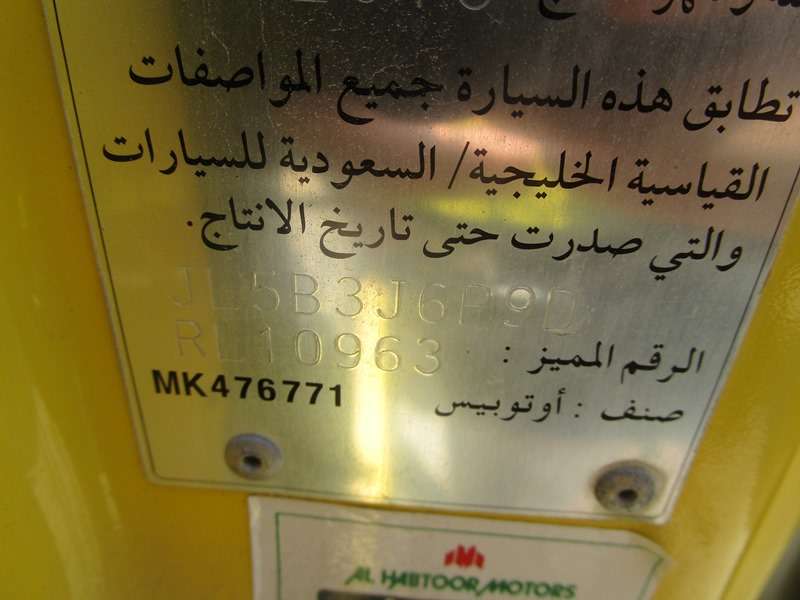 تطابق هذه السيارة جميع المواصفات
القياسية الخليجية/ السعودية للسيارات
والتي صدرت حتى تاريخ الانتاج.
JL5B3J6P9D
RL10963
الرقم المميز :
صنف : أوتوبيس
MK476771
AL HABTOOR MOTORS